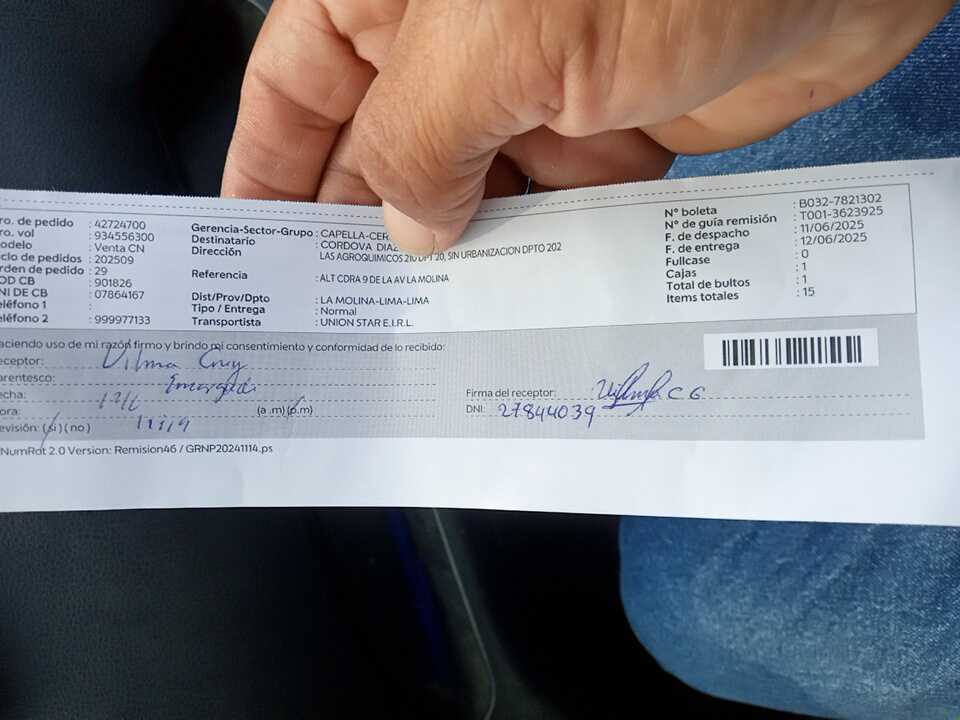 ro. de pedido : 42724700
ro. vol : 934556300
odelo : Venta CN
iclo de pedidos : 202509
rden de pedido : 29
OD CB : 901826
NI DE CB : 07864167
eléfono 1 :
eléfono 2 : 999977133
Gerencia-Sector-Grupo : CAPELLA-CER
Destinatario : CORDOVA DIAZ
Dirección LAS AGROQUIMICOS 210 DPT 20, SIN URBANIZACION DPTO 202
Referencia : ALT CDRA 9 DE LA AV LA MOLINA
Dist/Prov/Dpto : LA MOLINA-LIMA-LIMA
Tipo / Entrega : Normal
Transportista : UNION STAR E.I.R.L.
N° boleta : B032-7821302
N° de guía remisión : T001-3623925
F. de despacho : 11/06/2025
F. de entrega : 12/06/2025
Fullcase : 0
Cajas : 1
Total de bultos : 1
Items totales : 15
aciendo uso de mi razón firmo y brindo mi consentimiento y conformidad de lo recibido:
eceptor: Vilma Cruz
arentesco:
echa: 12/6
ora: (a .m)(p.m)
evisión: (si)(no)
Firma del receptor:
DNI: 27844039
NumRdt 2.0 Version: Remision46 / GRNP20241114.ps